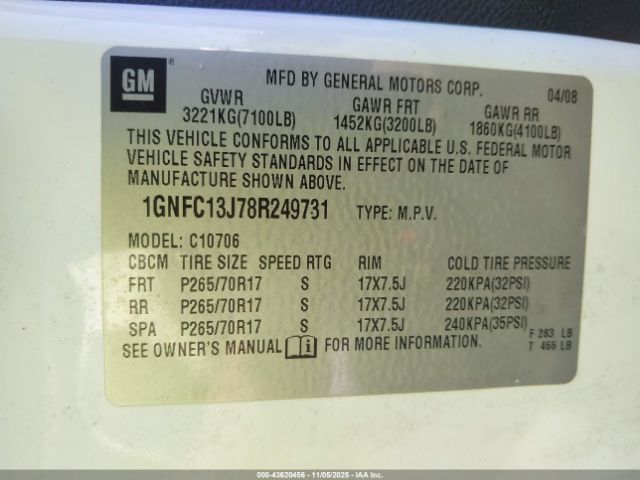 GM ®
MFD BY GENERAL MOTORS CORP. 04/08
GVWR GAWR FRT GAWR RR
3221KG(7100LB) 1452KG(3200LB) 1860KG(4100LB)
THIS VEHICLE CONFORMS TO ALL APPLICABLE U.S. FEDERAL MOTOR
VEHICLE SAFETY STANDARDS IN EFFECT ON THE DATE OF
MANUFACTURE SHOWN ABOVE.
1GNFC13J78R249731 TYPE: M.P.V.
MODEL: C10706
CBCM TIRE SIZE SPEED RTG RIM COLD TIRE PRESSURE
FRT P265/70R17 S 17X7.5J 220KPA(32PSI)
RR P265/70R17 S 17X7.5J 220KPA(32PSI)
SPA P265/70R17 S 17X7.5J 240KPA(35PSI)
F 283 LB
SEE OWNER'S MANUAL i FOR MORE INFORMATION. T 466 LB
000-43620456 - 11/05/2025 - Copyright IAA, Inc.